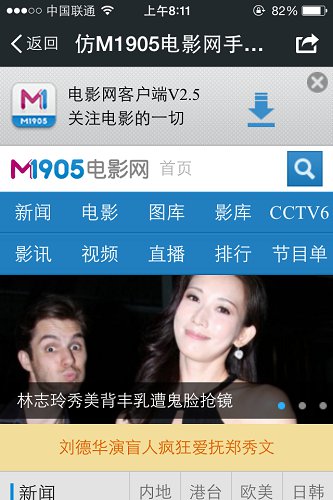 中国联通 上午8:11 82%
返回 仿M1905电影网手...
电影网客户端V2.5
关注电影的一切
M1905
M1905电影网 首页
新闻 电影 图库 影库 CCTV6
影讯 视频 直播 排行 节目单
林志玲秀美背丰乳遭鬼脸抢镜
刘德华演盲人疯狂爱抚郑秀文
新闻 内地 港台 欧美 日韩